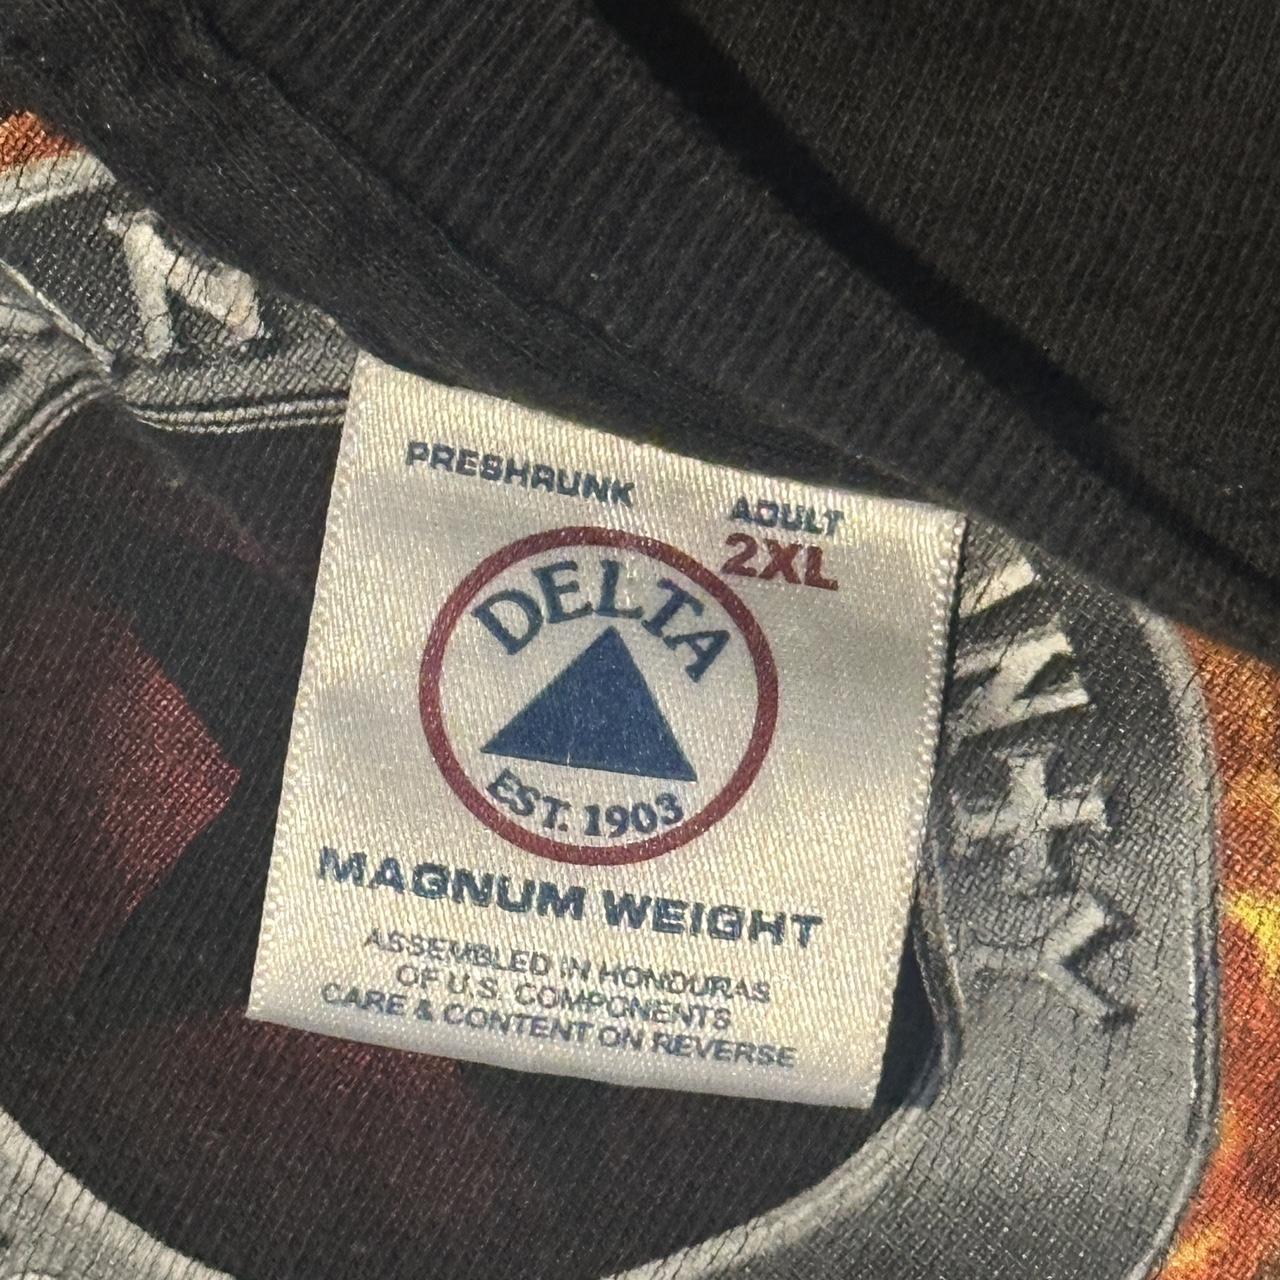 PRESHRUNK
ADULT
2XL
DELTA
EST. 1903
MAGNUM WEIGHT
ASSEMBLED IN HONDURAS
OF U.S. COMPONENTS
CARE & CONTENT ON REVERSE